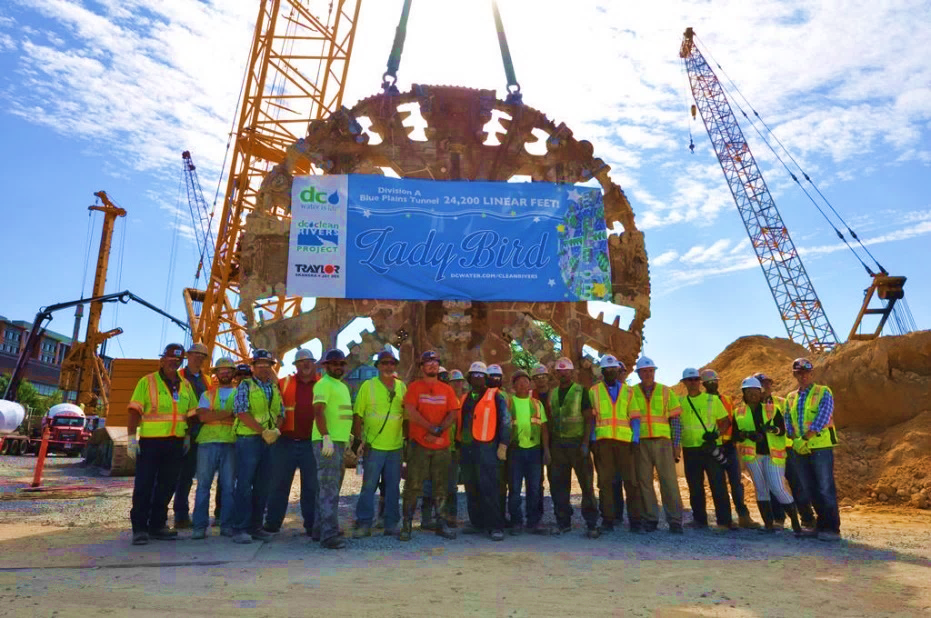 dc
water is life
Division A
Blue Plains Tunnel 24,200 LINEAR FEET!
dc clean
RIVERS
PROJECT
Lady Bird
TRAYLOR
DCWATER.COM/CLEANRIVERS